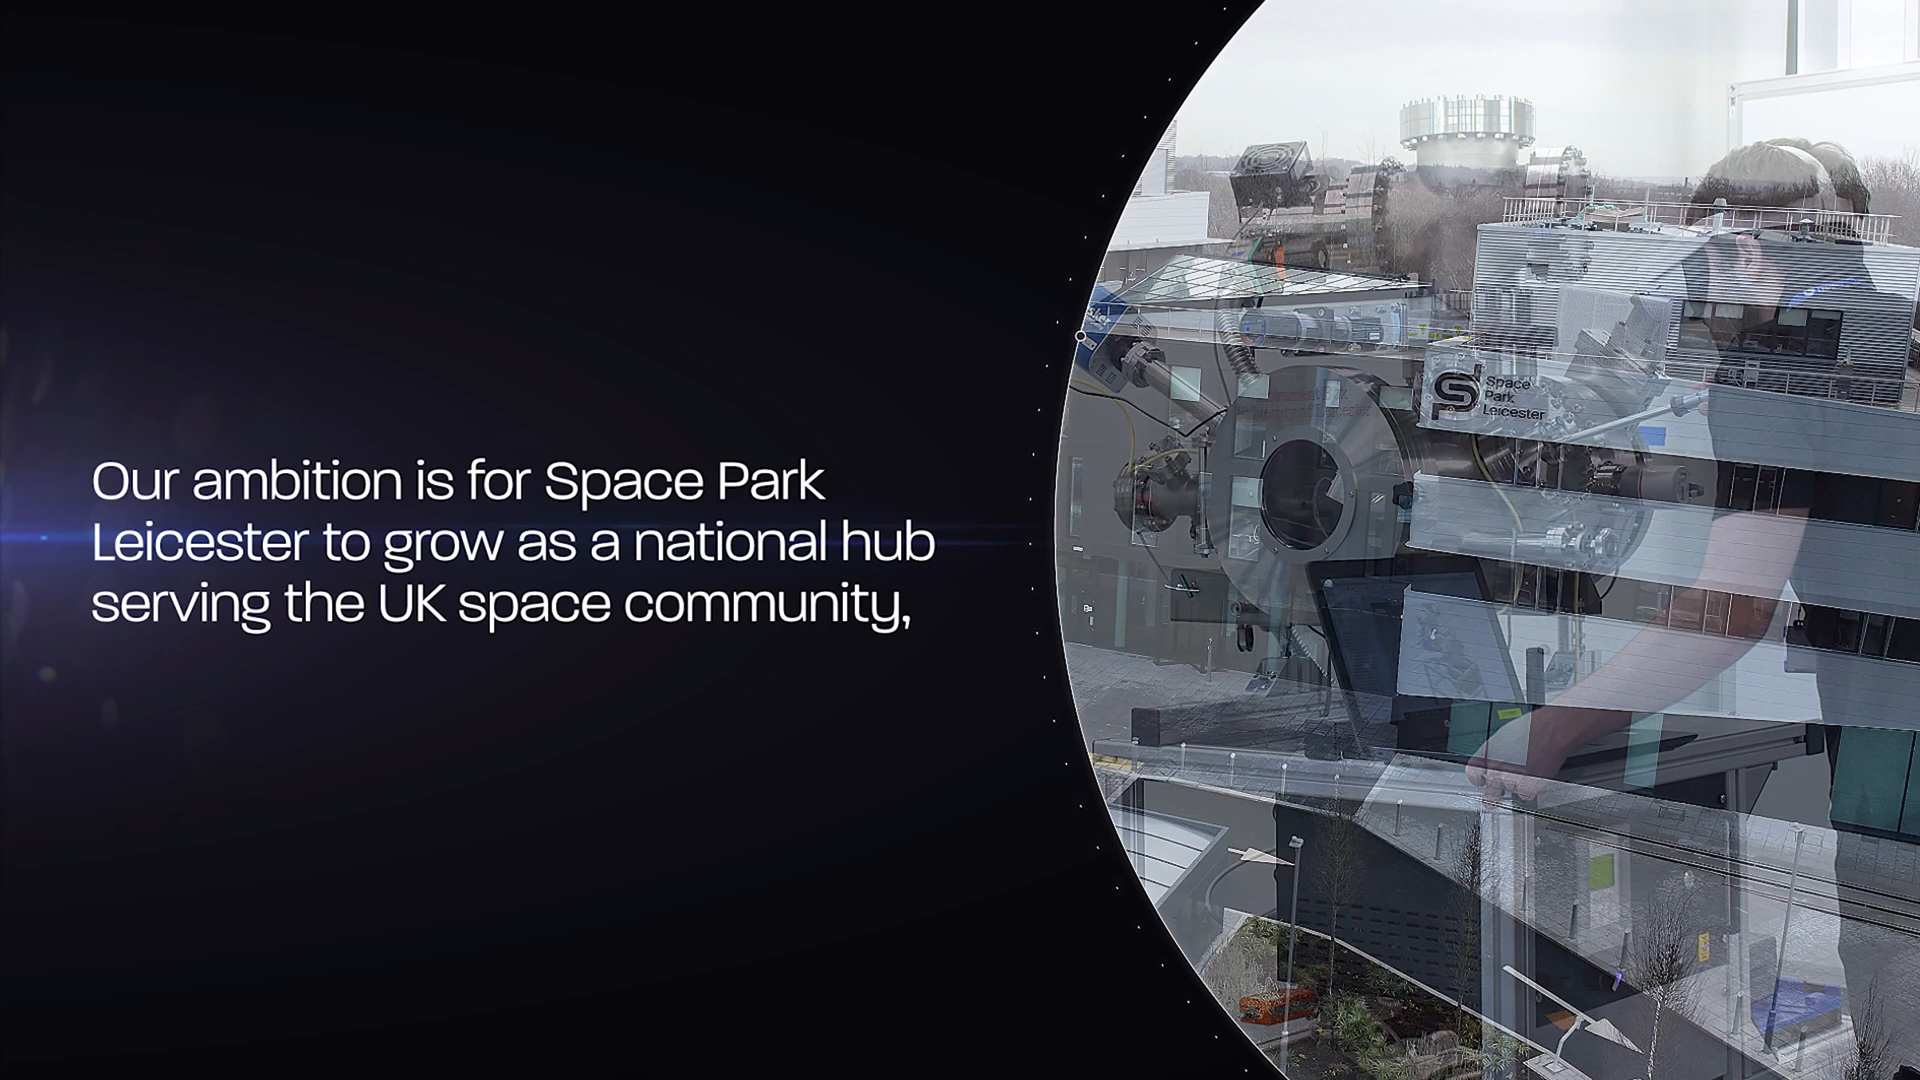 Our ambition is for Space Park
Leicester to grow as a national hub
serving the UK space community,
Space
Park
Leicester